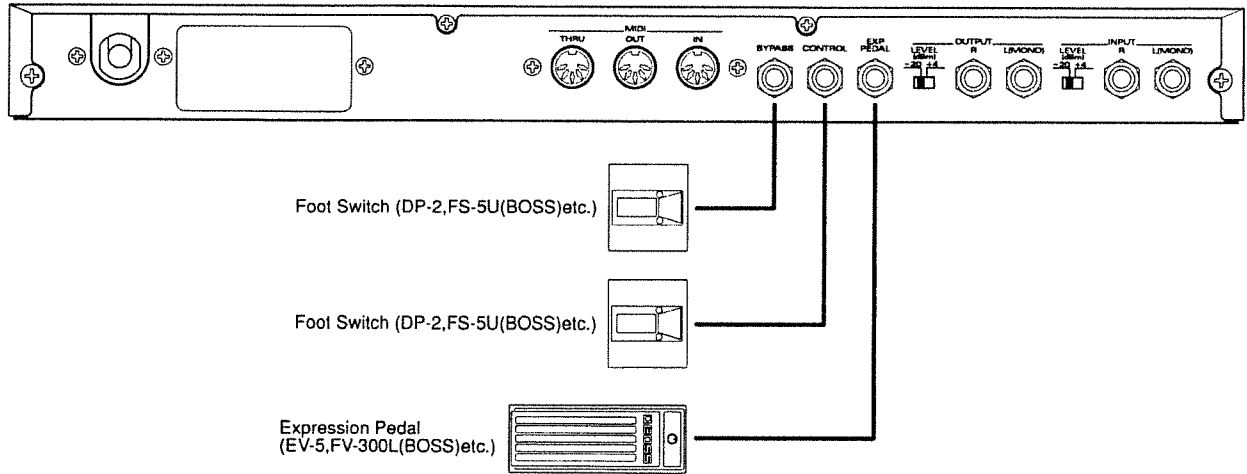 MIDI
THRU OUT IN
BYPASS CONTROL EXP PEDAL
OUTPUT
LEVEL (dBm) R L(MONO)
-20 +4
INPUT
LEVEL (dBm) R L(MONO)
-20 +4
Foot Switch (DP-2,FS-5U(BOSS)etc.)
Foot Switch (DP-2,FS-5U(BOSS)etc.)
Expression Pedal
(EV-5,FV-300L(BOSS)etc.)
BOSS